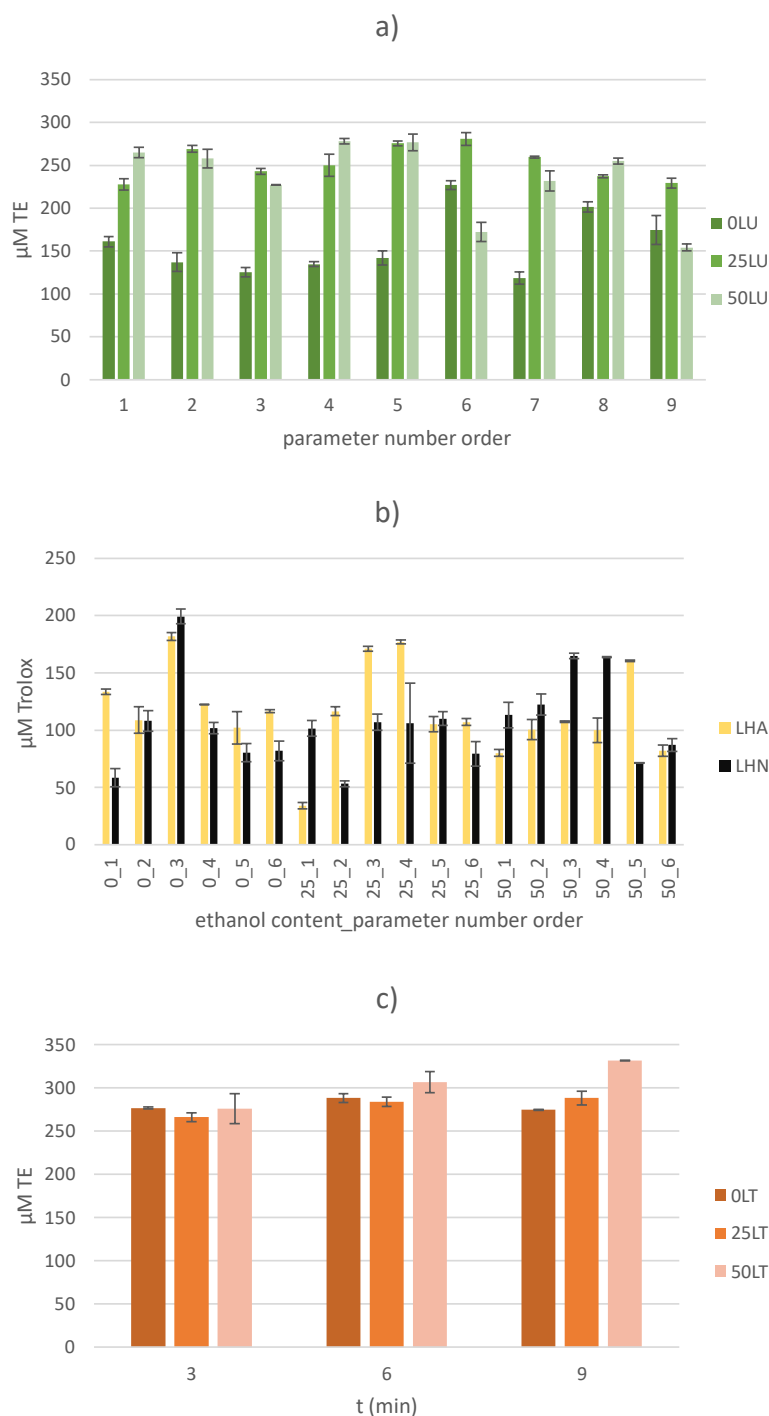 a)
350
300
250
200
150
100
50
0
µM TE
1 2 3 4 5 6 7 8 9
parameter number order
0LU
25LU
50LU
b)
250
200
150
100
50
0
µM Trolox
0_1 0_2 0_3 0_4 0_5 0_6 25_1 25_2 25_3 25_4 25_5 25_6 50_1 50_2 50_3 50_4 50_5 50_6
ethanol content_parameter number order
LHA
LHN
c)
350
300
250
200
150
100
50
0
µM TE
3 6 9
t (min)
0LT
25LT
50LT